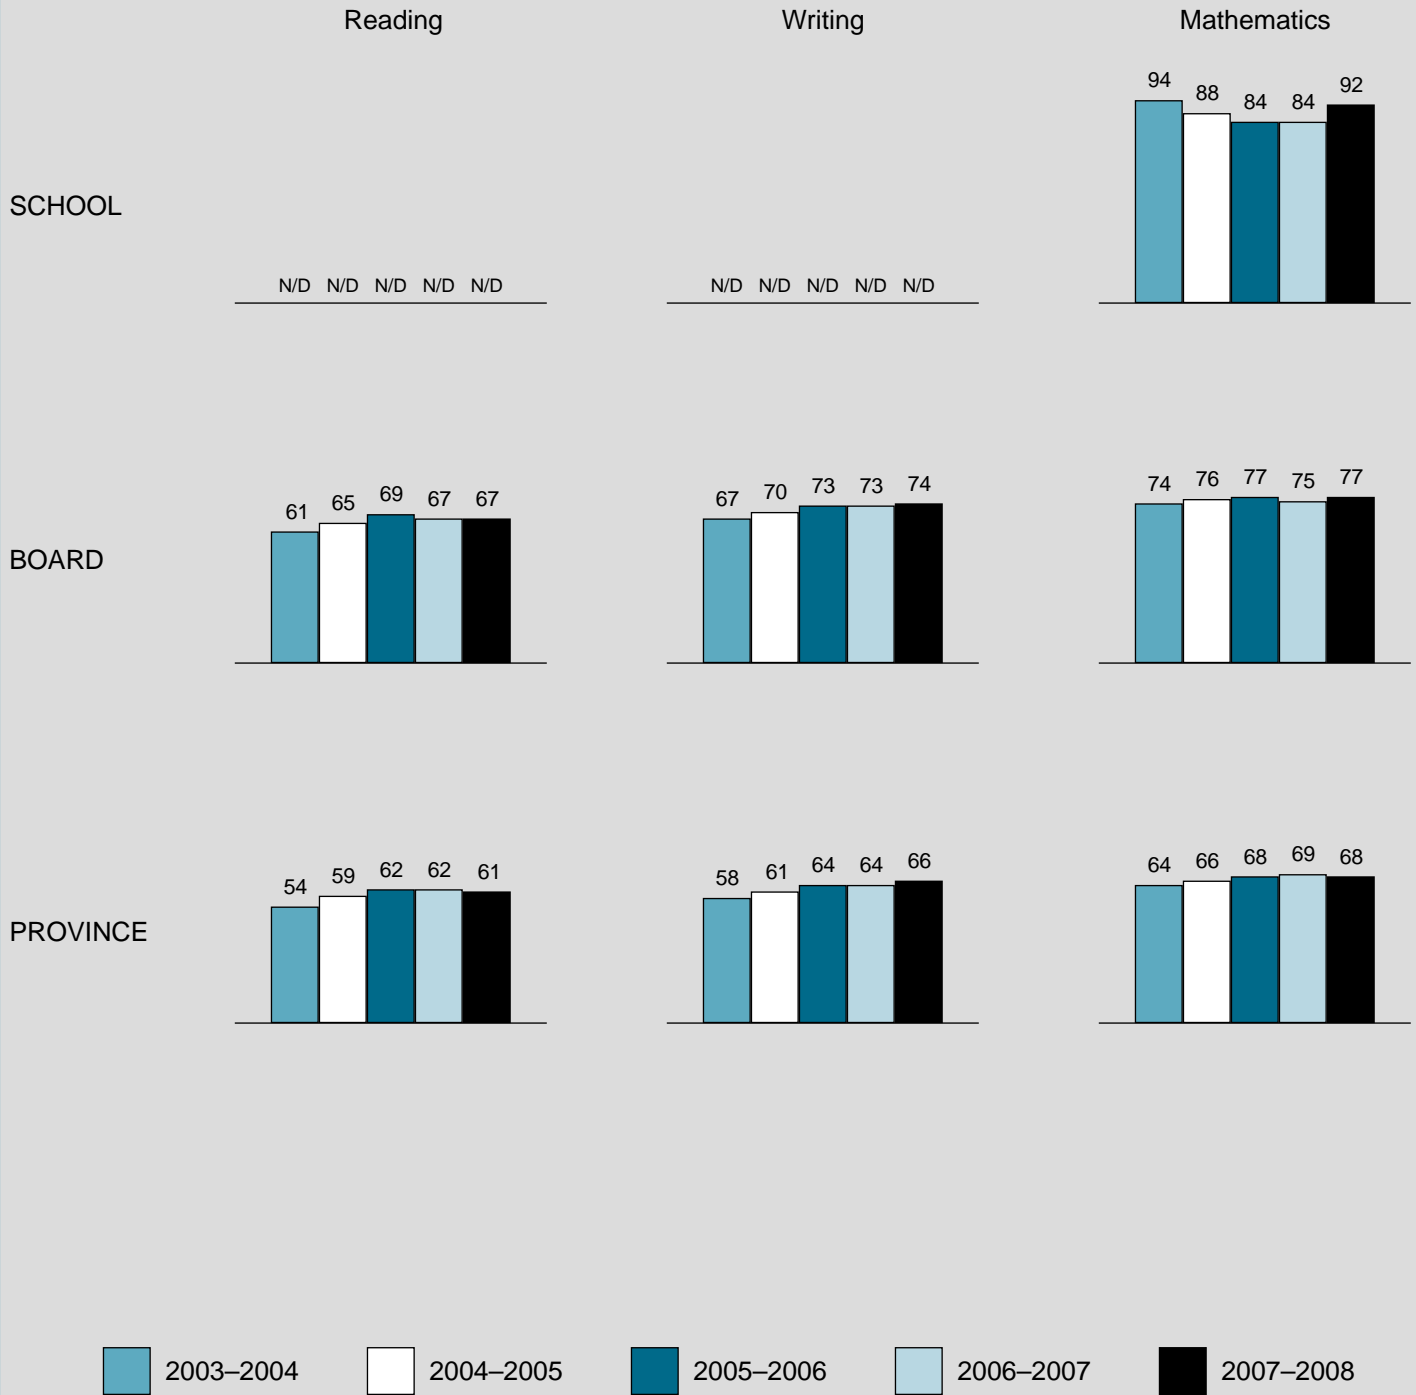 Reading Writing Mathematics
SCHOOL
N/D N/D N/D N/D N/D
N/D N/D N/D N/D N/D
94 88 84 84 92
BOARD
61 65 69 67 67
67 70 73 73 74
74 76 77 75 77
PROVINCE
54 59 62 62 61
58 61 64 64 66
64 66 68 69 68
2003–2004 2004–2005 2005–2006 2006–2007 2007–2008